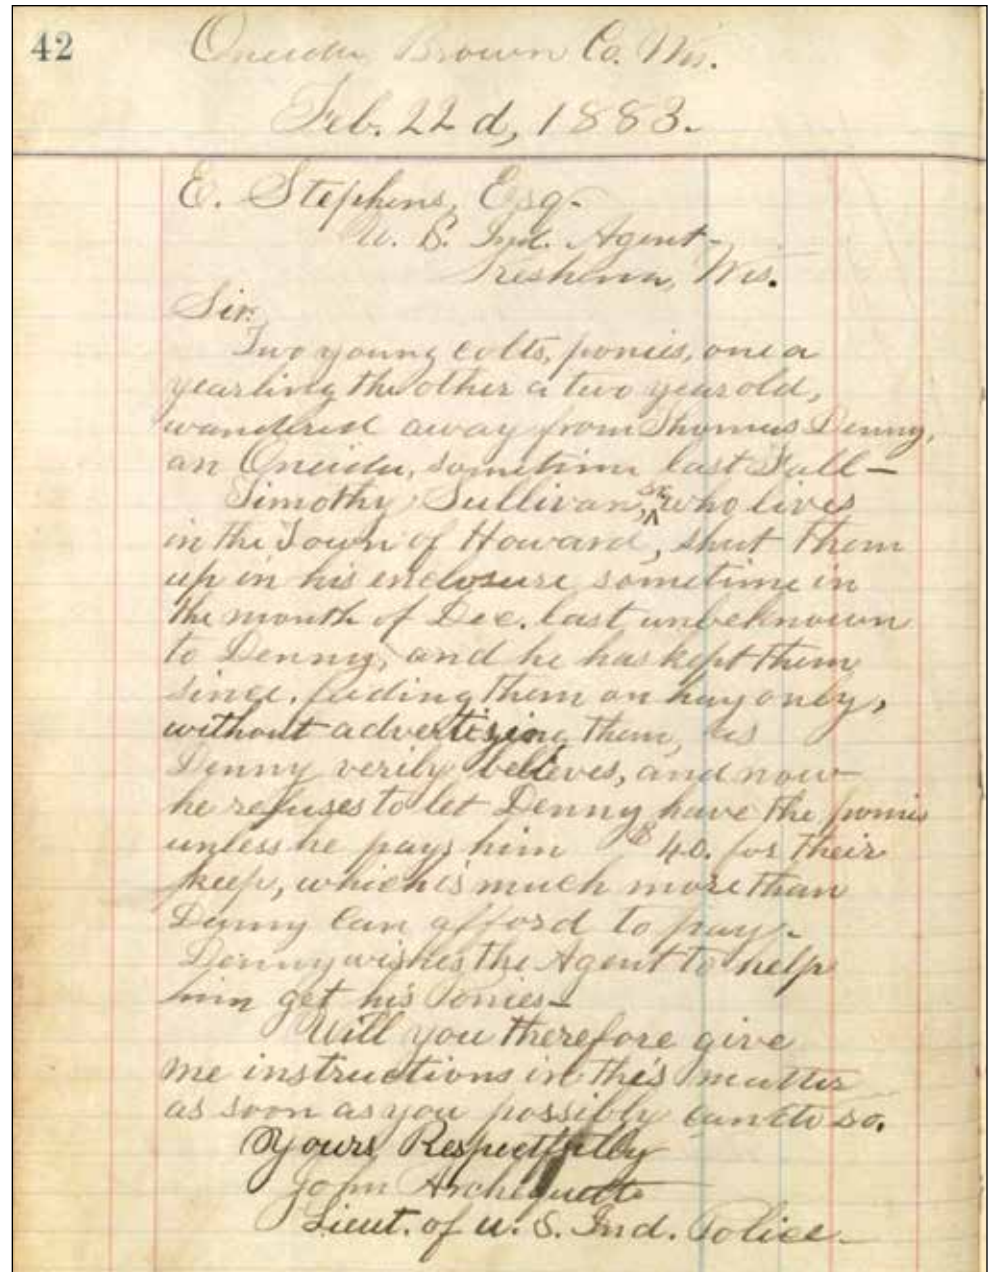 42
Oneida Brown Co. Wis.
Feb. 22d, 1883.
E. Stephens, Esq-
U. S. Ind. Agent-
Keshena, Wis.
Sir:
Two young colts, ponies, one a
yearling the other a two year old,
wandered away from Thomas Denny,
an Oneida, sometime last Fall-
Timothy Sullivan, Sr. who lives
in the Town of Howard, shut them
up in his enclosure sometime in
the month of Dec. last unbeknown
to Denny, and he has kept them
since, feeding them on hay only,
without advertizing them, as
Denny verily believes, and now
he refuses to let Denny have the ponies
unless he pays him $40. for their
keep, which is much more than
Denny can afford to pay-
Denny wishes the Agent to help
him get his Ponies-
Will you therefore give
me instructions in this matter
as soon as you possibly can do so.
Yours Respectfully
John Archiquette
Lieut. of U. S. Ind. Police-